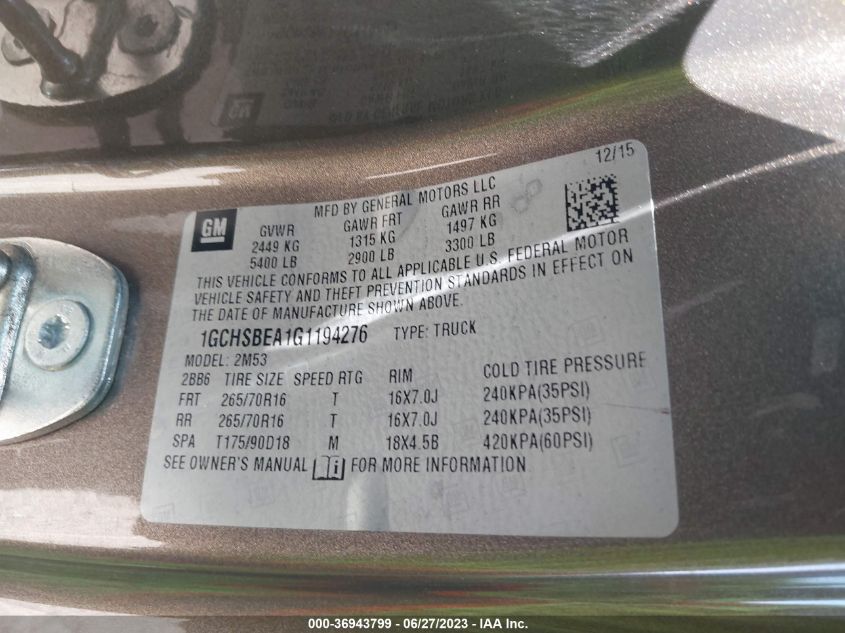 12/15
MFD BY GENERAL MOTORS LLC
GM
GVWR GAWR FRT GAWR RR
2449 KG 1315 KG 1497 KG
5400 LB 2900 LB 3300 LB
THIS VEHICLE CONFORMS TO ALL APPLICABLE U.S. FEDERAL MOTOR
VEHICLE SAFETY AND THEFT PREVENTION STANDARDS IN EFFECT ON
THE DATE OF MANUFACTURE SHOWN ABOVE.
1GCHSBEA1G1194276 TYPE: TRUCK
MODEL: 2M53
2BB6 TIRE SIZE SPEED RTG RIM COLD TIRE PRESSURE
FRT 265/70R16 T 16X7.0J 240KPA(35PSI)
RR 265/70R16 T 16X7.0J 240KPA(35PSI)
SPA T175/90D18 M 18X4.5B 420KPA(60PSI)
SEE OWNER'S MANUAL i FOR MORE INFORMATION
000-36943799 - 06/27/2023 - IAA Inc.